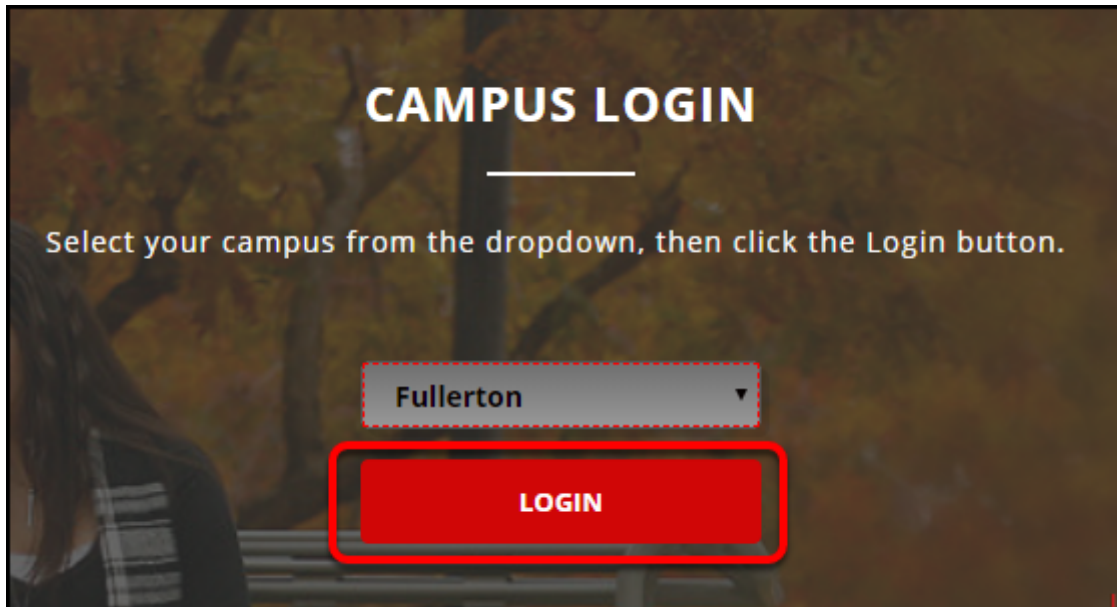 CAMPUS LOGIN
Select your campus from the dropdown, then click the Login button.
Fullerton
LOGIN